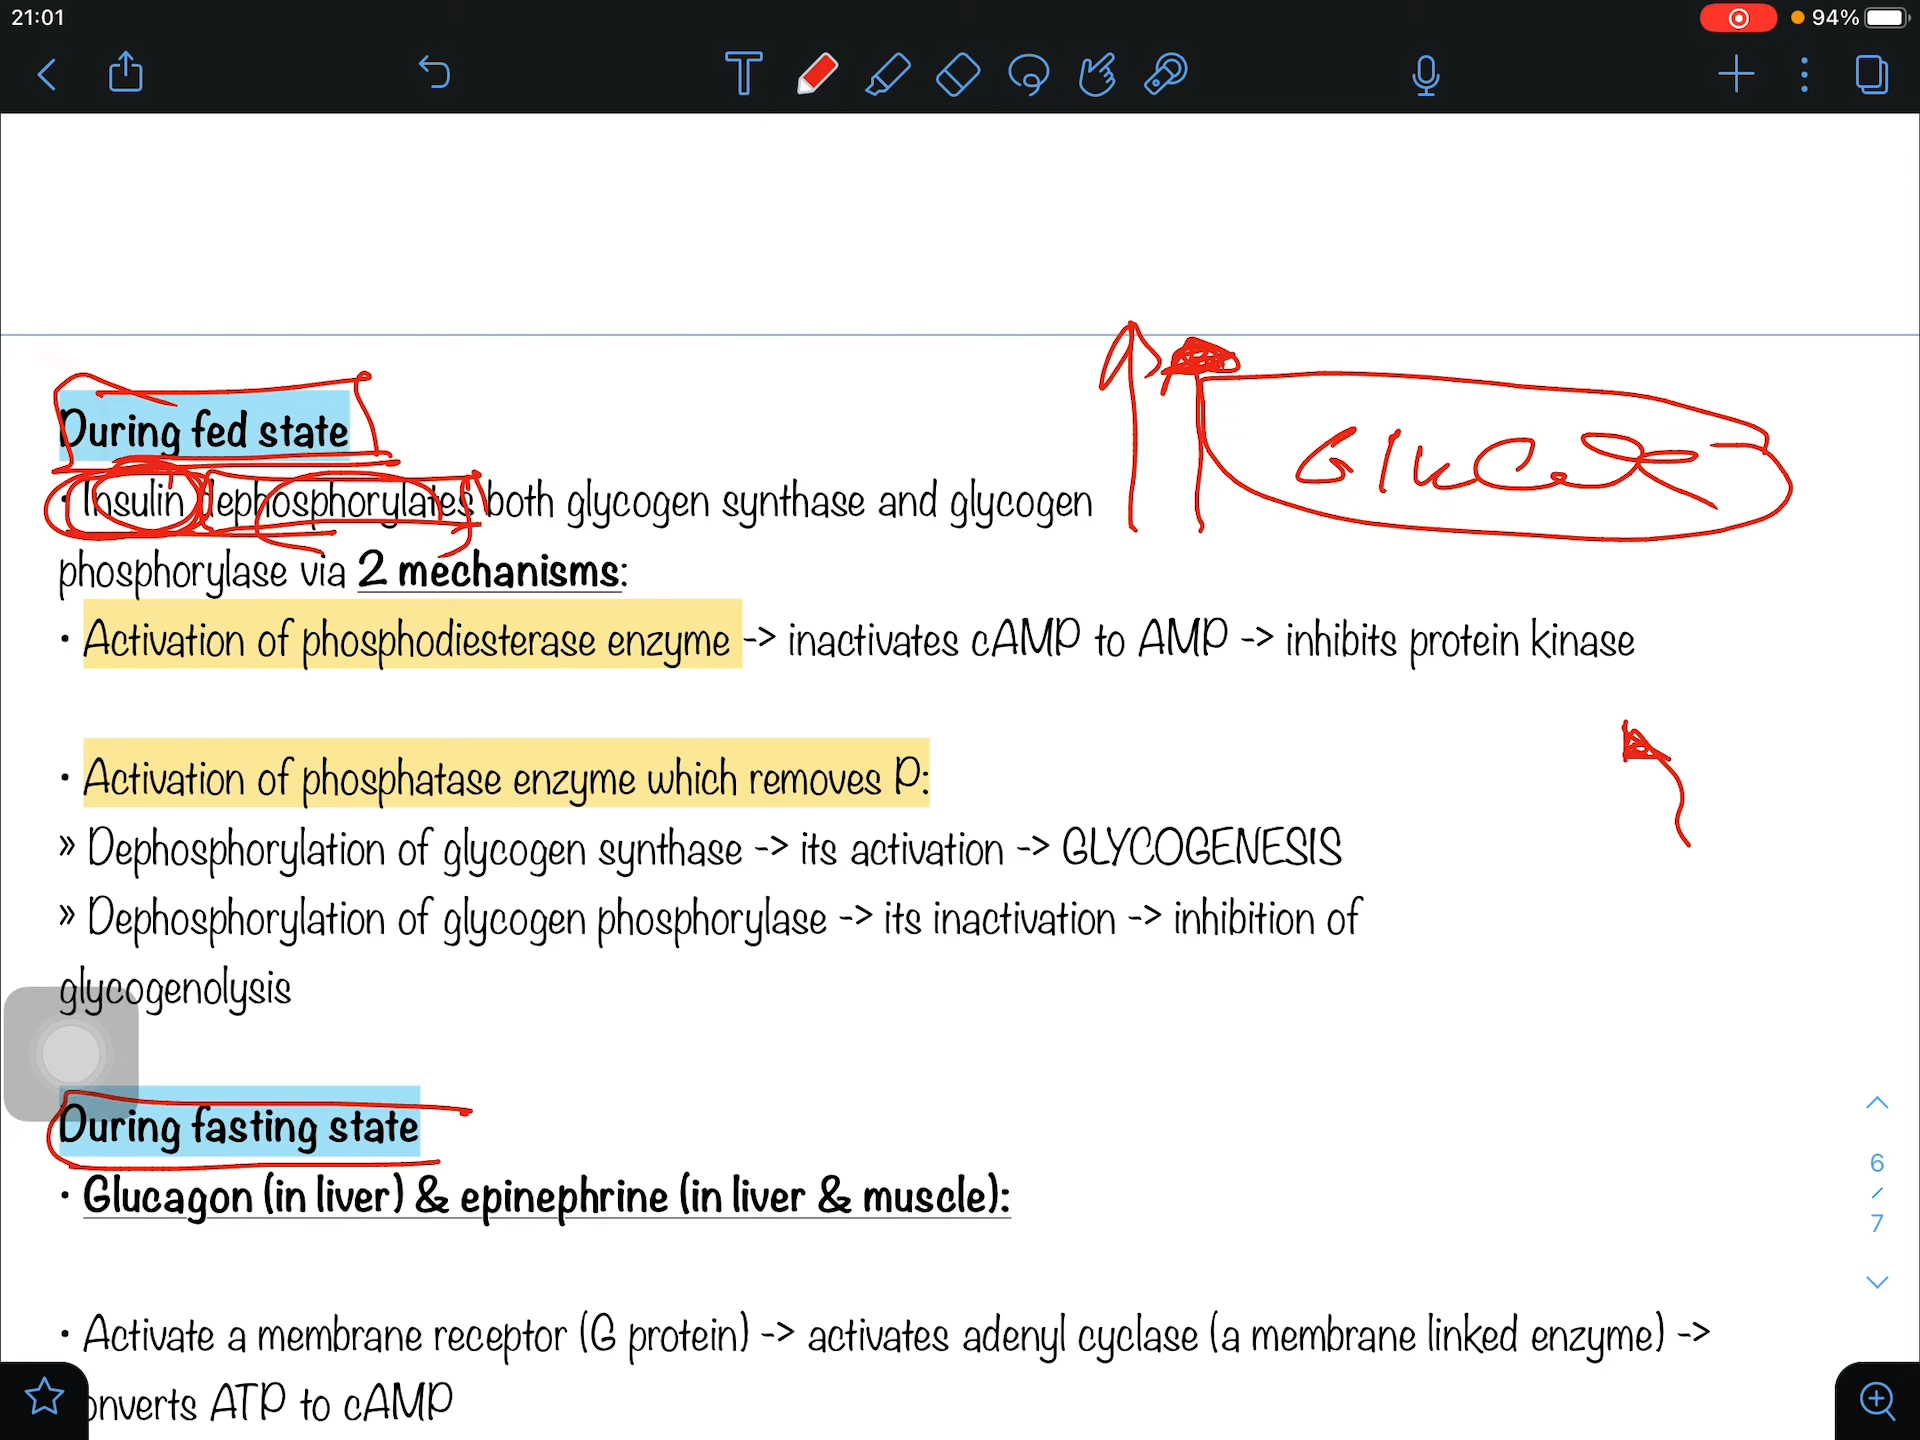 21:01
94%
During fed state
Glucose
• Insulin dephosphorylates both glycogen synthase and glycogen
phosphorylase via 2 mechanisms:
• Activation of phosphodiesterase enzyme -> inactivates cAMP to AMP -> inhibits protein kinase
• Activation of phosphatase enzyme which removes P:
» Dephosphorylation of glycogen synthase -> its activation -> GLYCOGENESIS
» Dephosphorylation of glycogen phosphorylase -> its inactivation -> inhibition of
glycogenolysis
During fasting state
• Glucagon (in liver) & epinephrine (in liver & muscle):
• Activate a membrane receptor (G protein) -> activates adenyl cyclase (a membrane linked enzyme) ->
onverts ATP to cAMP
6
/
7